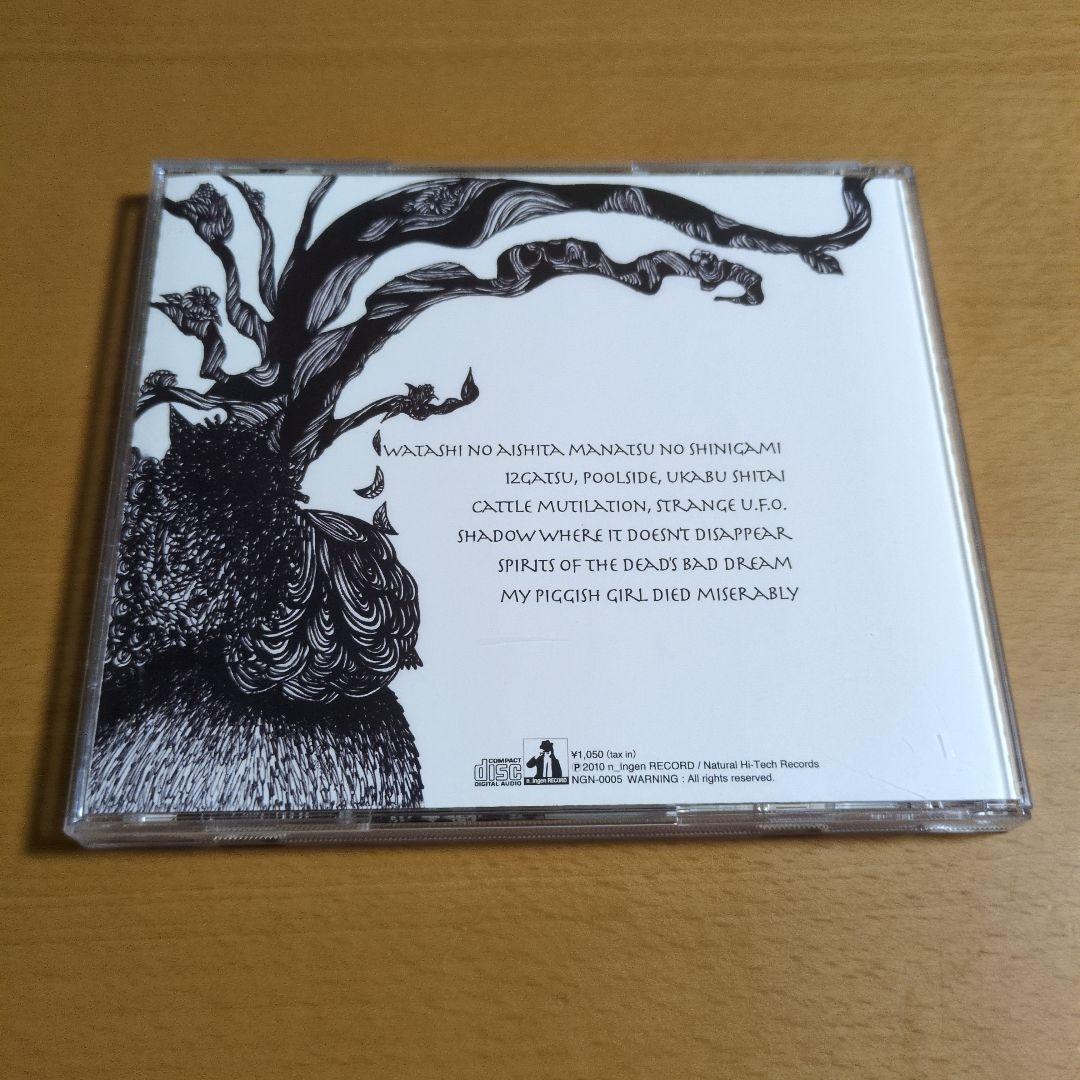 WATASHI NO AISHITA MANATSU NO SHINIGAMI
12GATSU, POOLSIDE, UKABU SHITAI
CATTLE MUTILATION, STRANGE U.F.O.
SHADOW WHERE IT DOESN'T DISAPPEAR
SPIRITS OF THE DEAD'S BAD DREAM
MY PIGGISH GIRL DIED MISERABLY
COMPACT
disc
DIGITAL AUDIO
n_ingen RECORD
¥1,050 (tax in)
P 2010 n_ingen RECORD / Natural Hi-Tech Records
NGN-0005 WARNING : All rights reserved.